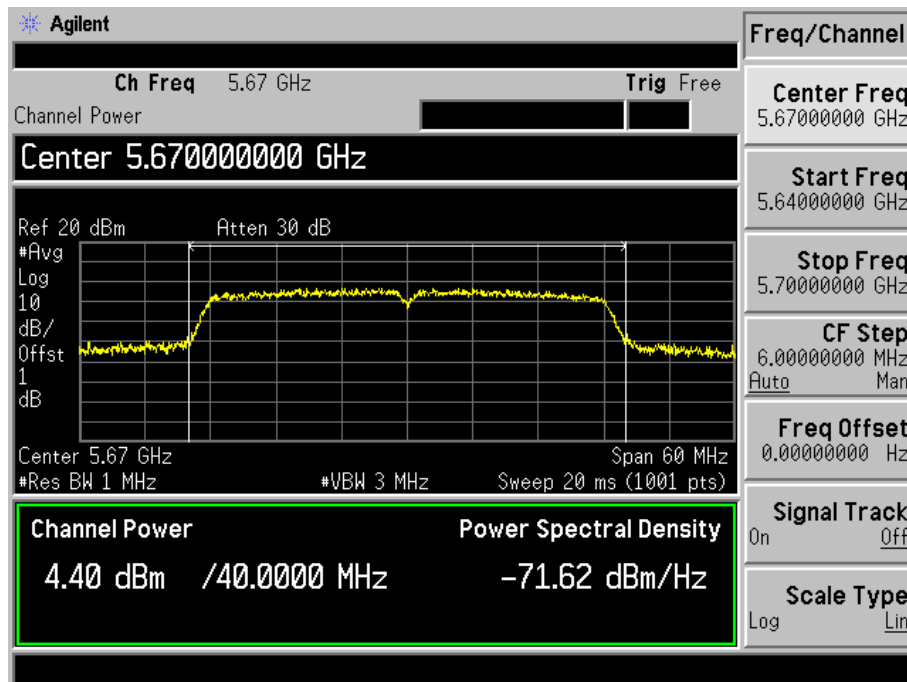 Agilent
Freq/Channel
Ch Freq 5.67 GHz Trig Free
Channel Power
Center 5.670000000 GHz
Ref 20 dBm Atten 30 dB
#Avg
Log
10
dB/
Offst
1
dB
Center 5.67 GHz Span 60 MHz
#Res BW 1 MHz #VBW 3 MHz Sweep 20 ms (1001 pts)
Channel Power Power Spectral Density
4.40 dBm /40.0000 MHz -71.62 dBm/Hz
Center Freq
5.67000000 GHz
Start Freq
5.64000000 GHz
Stop Freq
5.70000000 GHz
CF Step
6.00000000 MHz
Auto Man
Freq Offset
0.00000000 Hz
Signal Track
On Off
Scale Type
Log Lin